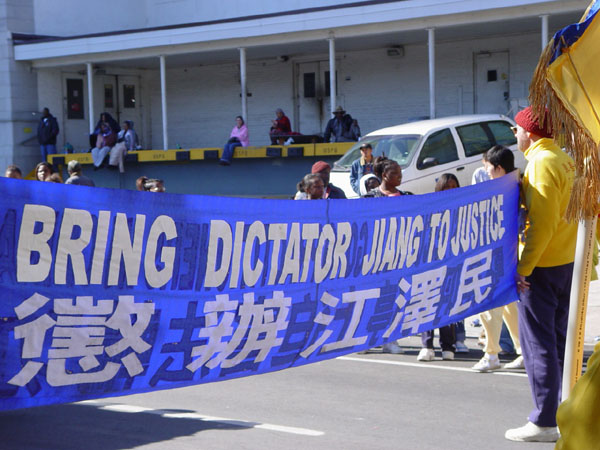 BRING DICTATOR JIANG TO JUSTICE
懲辦江澤民